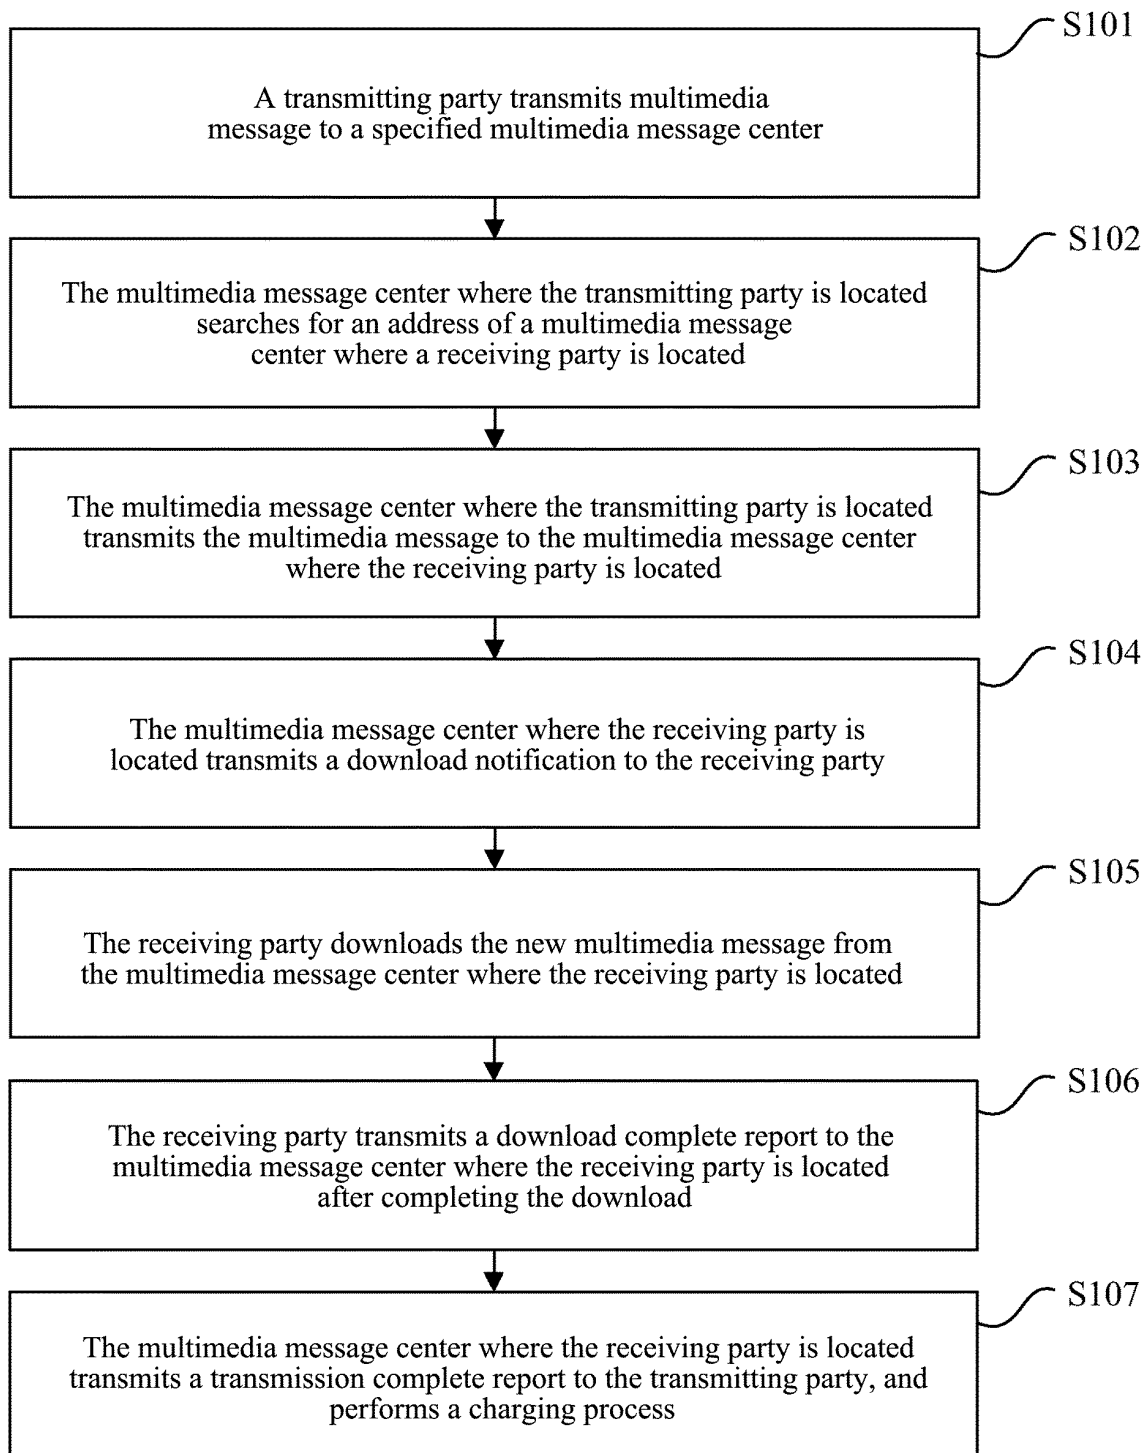 S101
A transmitting party transmits multimedia
message to a specified multimedia message center
S102
The multimedia message center where the transmitting party is located
searches for an address of a multimedia message
center where a receiving party is located
S103
The multimedia message center where the transmitting party is located
transmits the multimedia message to the multimedia message center
where the receiving party is located
S104
The multimedia message center where the receiving party is
located transmits a download notification to the receiving party
S105
The receiving party downloads the new multimedia message from
the multimedia message center where the receiving party is located
S106
The receiving party transmits a download complete report to the
multimedia message center where the receiving party is located
after completing the download
S107
The multimedia message center where the receiving party is located
transmits a transmission complete report to the transmitting party, and
performs a charging process